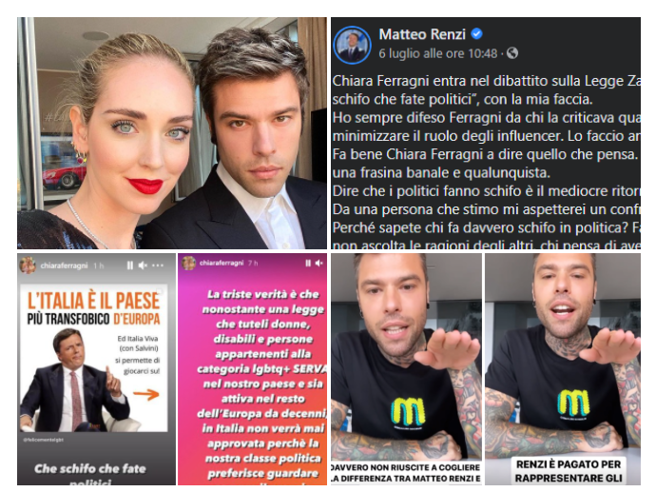 Matteo Renzi
6 luglio alle ore 10:48 ·
Chiara Ferragni entra nel dibattito sulla Legge Za
schifo che fate politici", con la mia faccia.
Ho sempre difeso Ferragni da chi la criticava qua
minimizzare il ruolo degli influencer. Lo faccio an
Fa bene Chiara Ferragni a dire quello che pensa.
una frasina banale e qualunquista.
Dire che i politici fanno schifo è il mediocre ritor
Da una persona che stimo mi aspetterei un confr
Perché sapete chi fa davvero schifo in politica? Fa
non ascolta le ragioni degli altri, chi pensa di ave
chiaraferragni 1 h
L'ITALIA È IL PAESE
PIÙ TRANSFOBICO D'EUROPA
Ed Italia Viva
(con Salvini)
si permette di
giocarci su!
Che schifo che fate
politici
chiaraferragni 7 h
La triste verità è che
nonostante una legge
che tuteli donne,
disabili e persone
appartenenti alla
categoria lgbtq+ SERVA
nel nostro paese e sia
attiva nel resto
dell'Europa da decenni,
in Italia non verrà mai
approvata perchè la
nostra classe politica
preferisce guardare
DAVVERO NON RIUSCITE A COGLIERE
LA DIFFERENZA TRA MATTEO RENZI E
RENZI È PAGATO PER
RAPPRESENTARE GLI